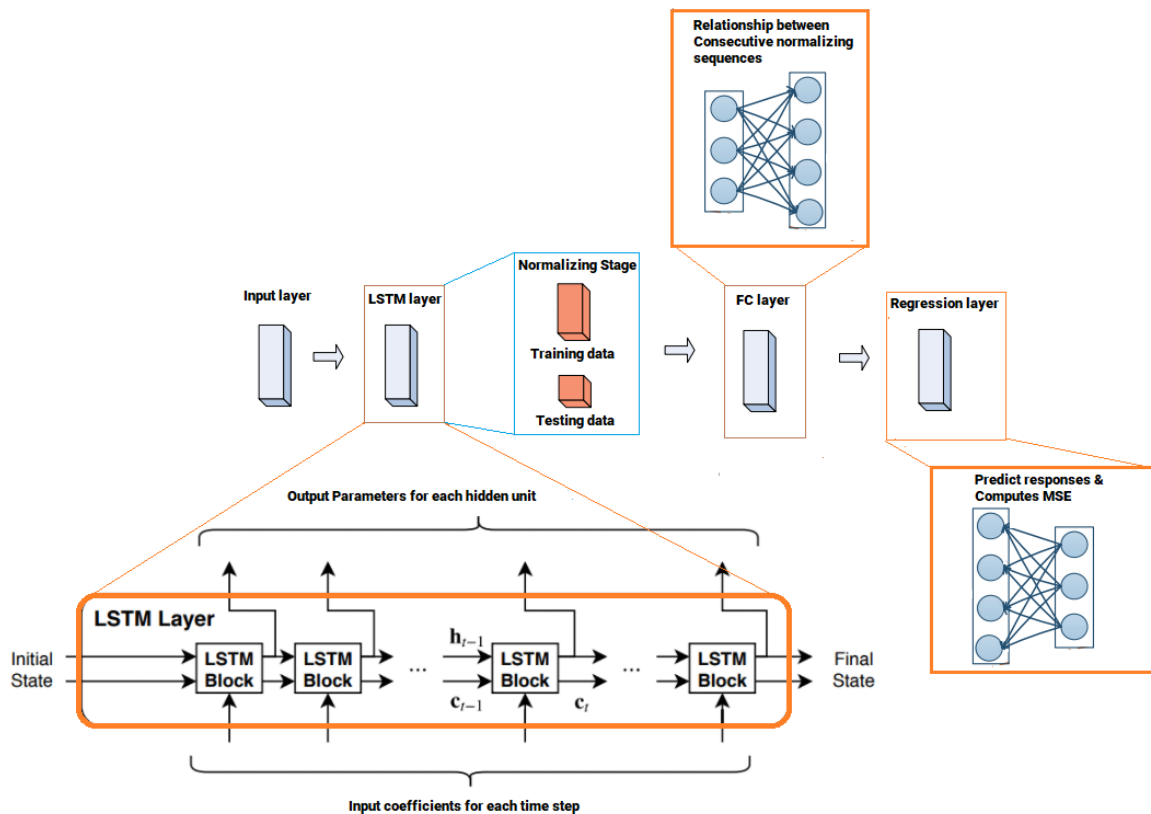 Relationship between
Consecutive normalizing
sequences
Input layer
LSTM layer
Normalizing Stage
Training data
Testing data
FC layer
Regression layer
Predict responses &
Computes MSE
Output Parameters for each hidden unit
LSTM Layer
Initial
State
LSTM
Block
LSTM
Block
...
h_{t-1}
c_{t-1}
LSTM
Block
c_t
...
LSTM
Block
Final
State
Input coefficients for each time step